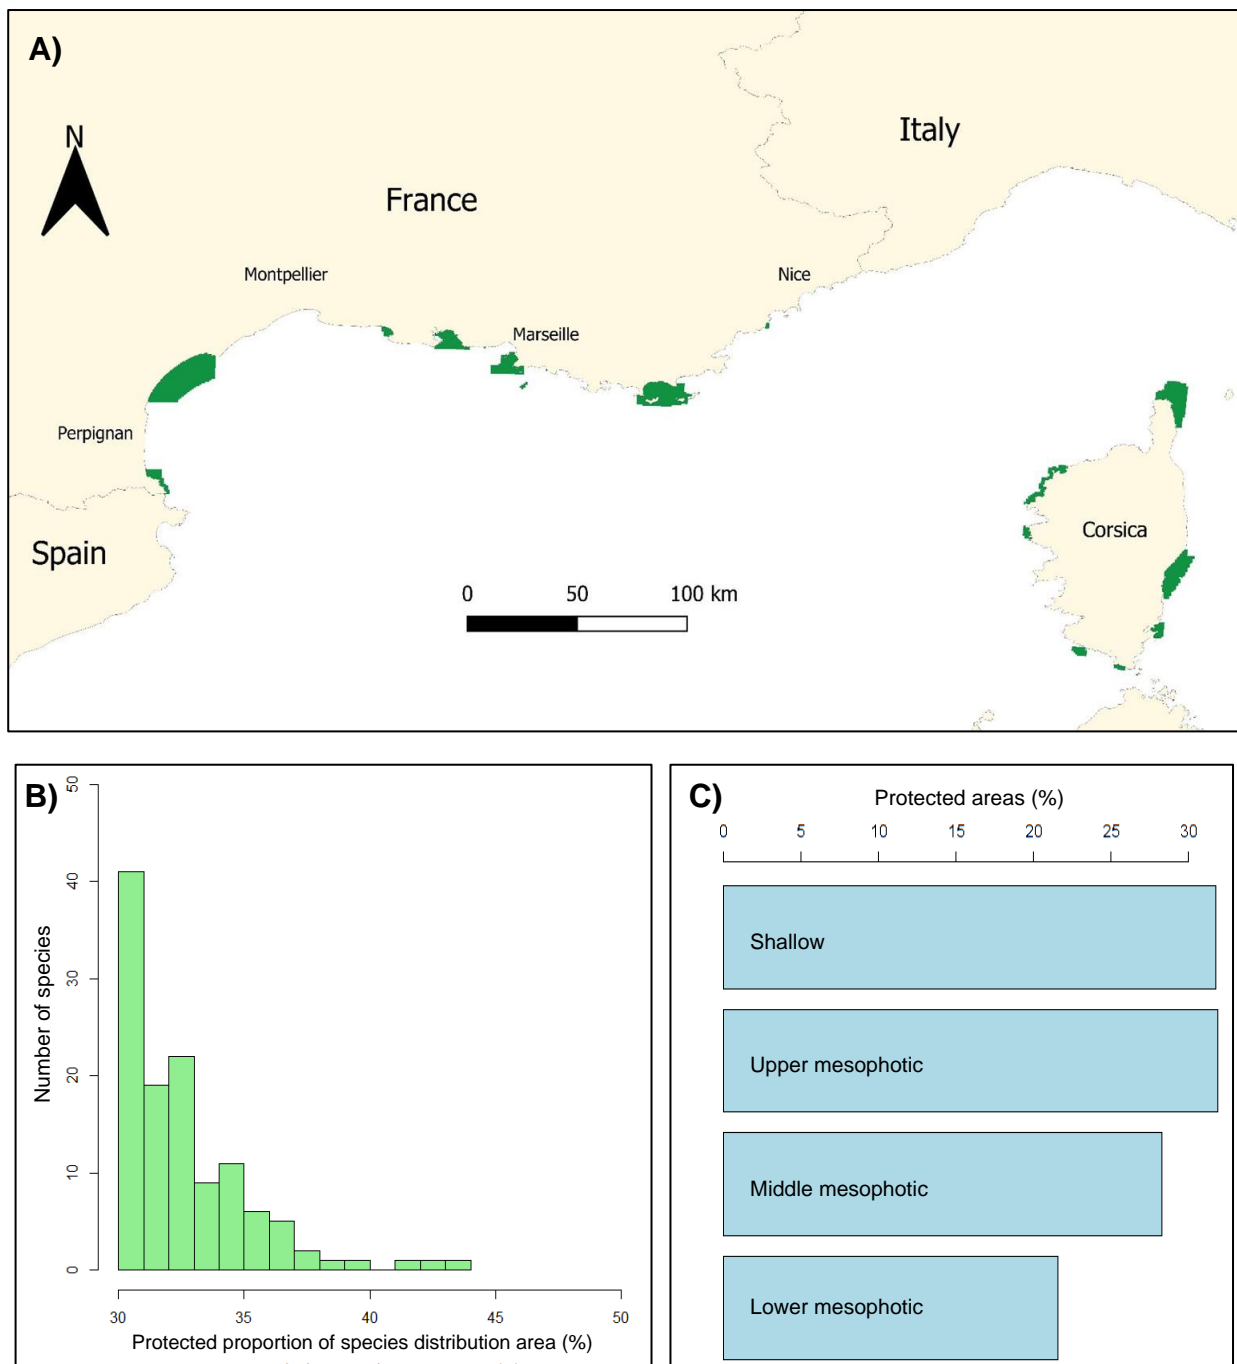 A)
N
Italy
France
Montpellier
Nice
Marseille
Perpignan
Corsica
Spain
0 50 100 km
B)
50
40
30
20
10
0
Number of species
30 35 40 45 50
Protected proportion of species distribution area (%)
C)
Protected areas (%)
0 5 10 15 20 25 30
Shallow
Upper mesophotic
Middle mesophotic
Lower mesophotic